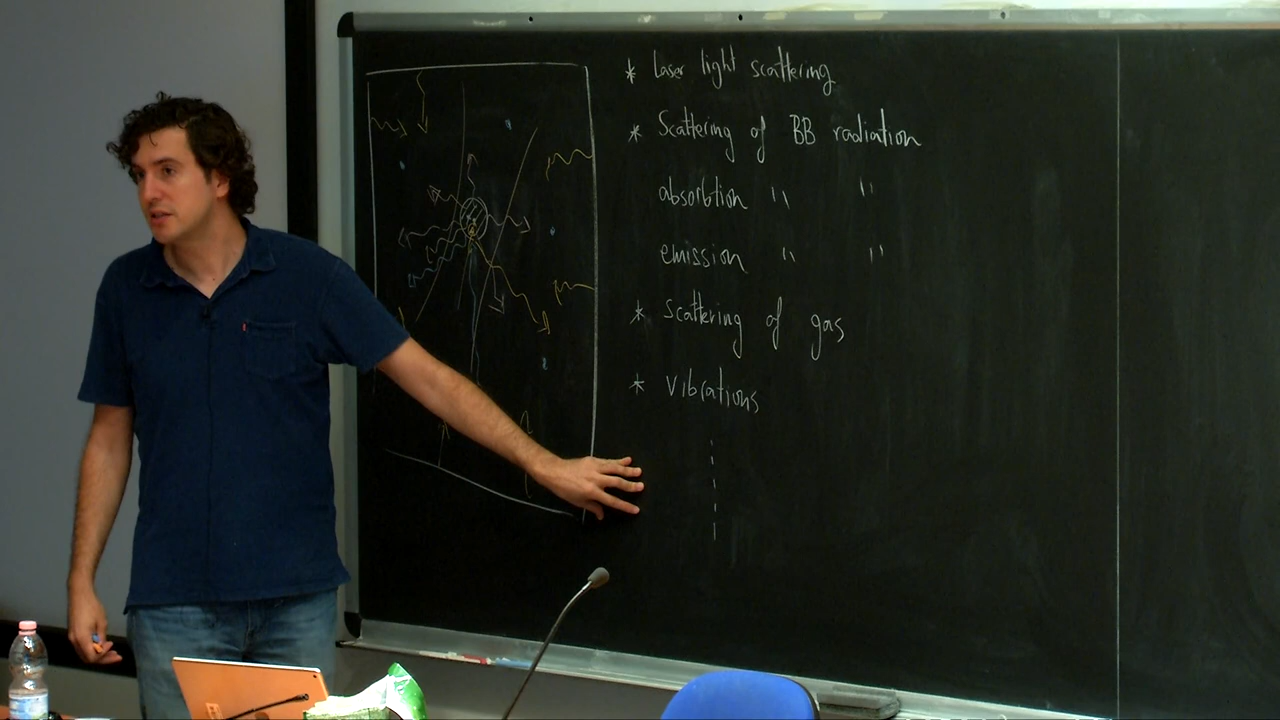 * Laser light scattering
* Scattering of BB radiation
absorbtion " "
emission " "
* Scattering of gas
* Vibrations